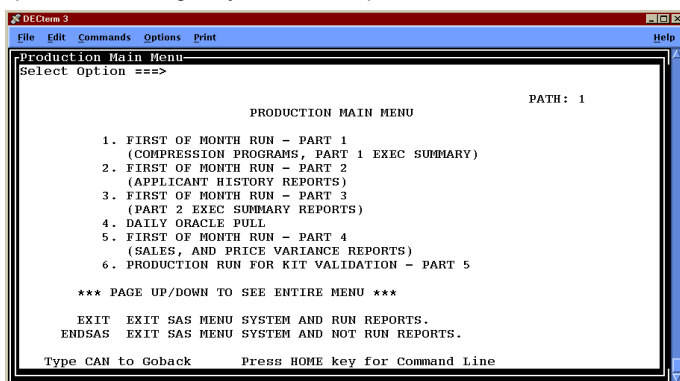 DECterm 3
File Edit Commands Options Print Help
Production Main Menu
Select Option ===>
PATH: 1
PRODUCTION MAIN MENU
1. FIRST OF MONTH RUN - PART 1
(COMPRESSION PROGRAMS, PART 1 EXEC SUMMARY)
2. FIRST OF MONTH RUN - PART 2
(APPLICANT HISTORY REPORTS)
3. FIRST OF MONTH RUN - PART 3
(PART 2 EXEC SUMMARY REPORTS)
4. DAILY ORACLE PULL
5. FIRST OF MONTH RUN - PART 4
(SALES, AND PRICE VARIANCE REPORTS)
6. PRODUCTION RUN FOR KIT VALIDATION - PART 5
*** PAGE UP/DOWN TO SEE ENTIRE MENU ***
EXIT EXIT SAS MENU SYSTEM AND RUN REPORTS.
ENDSAS EXIT SAS MENU SYSTEM AND NOT RUN REPORTS.
Type CAN to Goback Press HOME key for Command Line